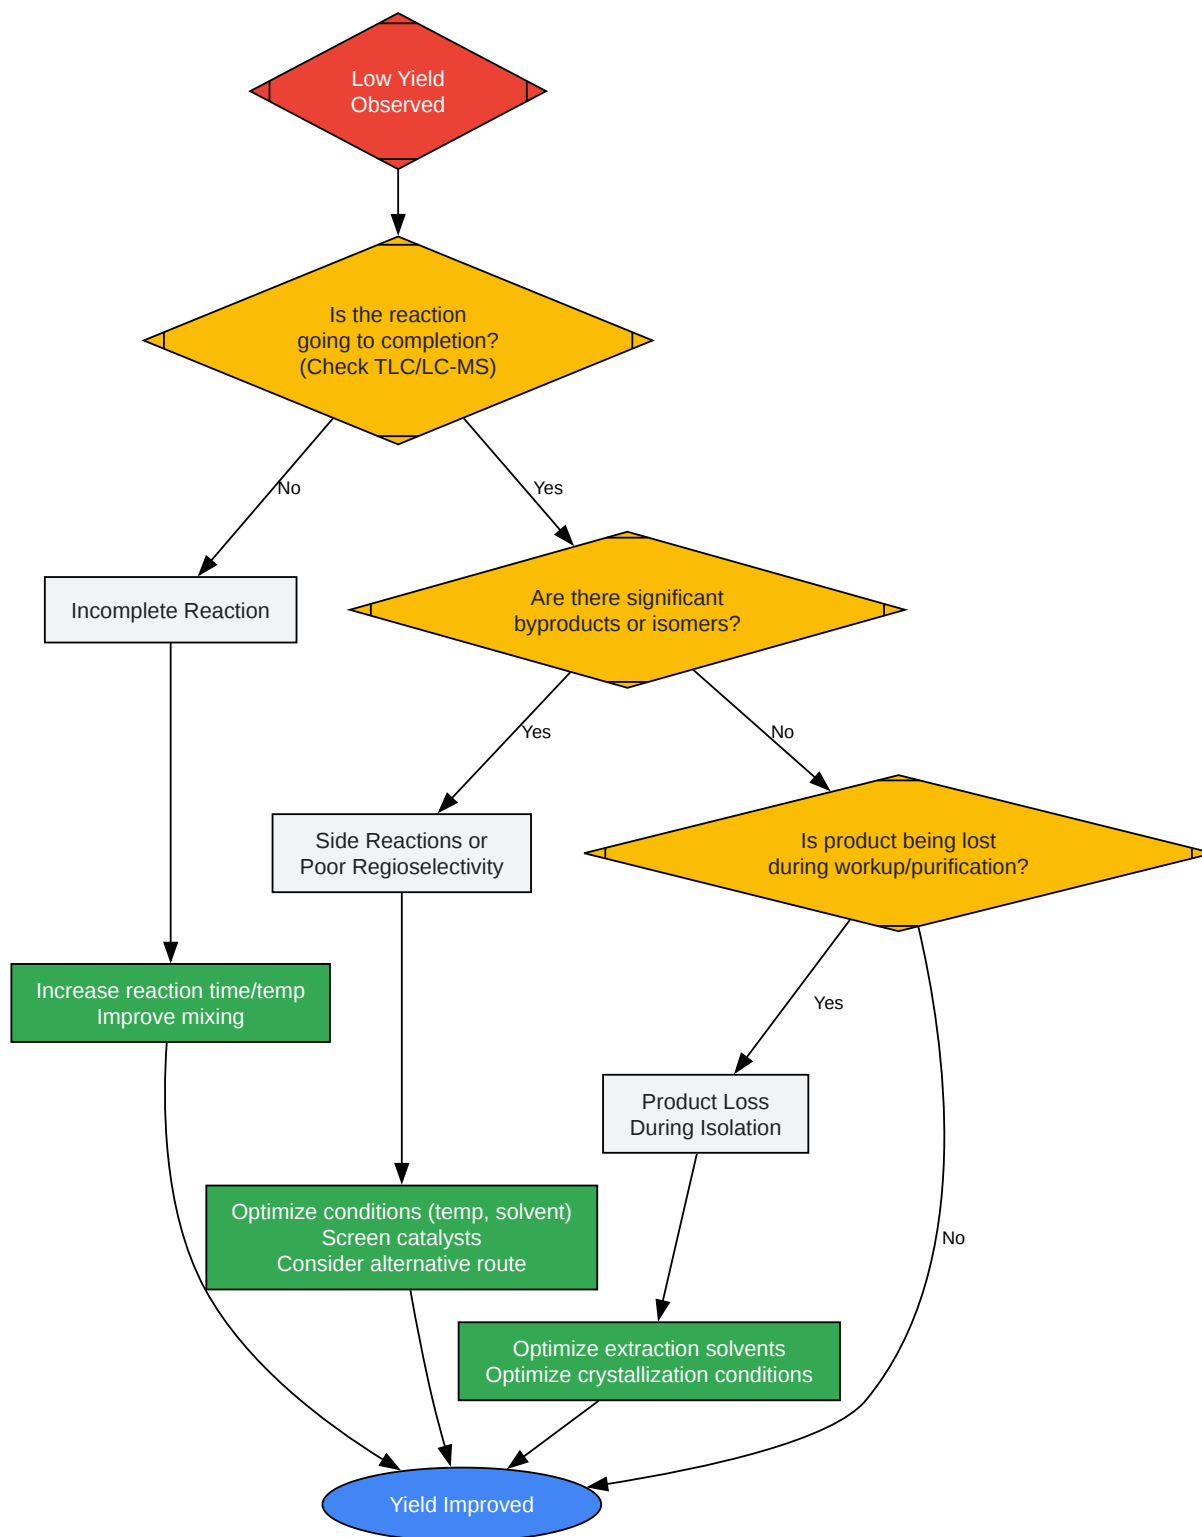 Low Yield
Observed
Is the reaction
going to completion?
(Check TLC/LC-MS)
No
Yes
Incomplete Reaction
Are there significant
byproducts or isomers?
Yes
No
Side Reactions or
Poor Regioselectivity
Is product being lost
during workup/purification?
Increase reaction time/temp
Improve mixing
Yes
Product Loss
During Isolation
Optimize conditions (temp, solvent)
Screen catalysts
Consider alternative route
No
Optimize extraction solvents
Optimize crystallization conditions
Yield Improved